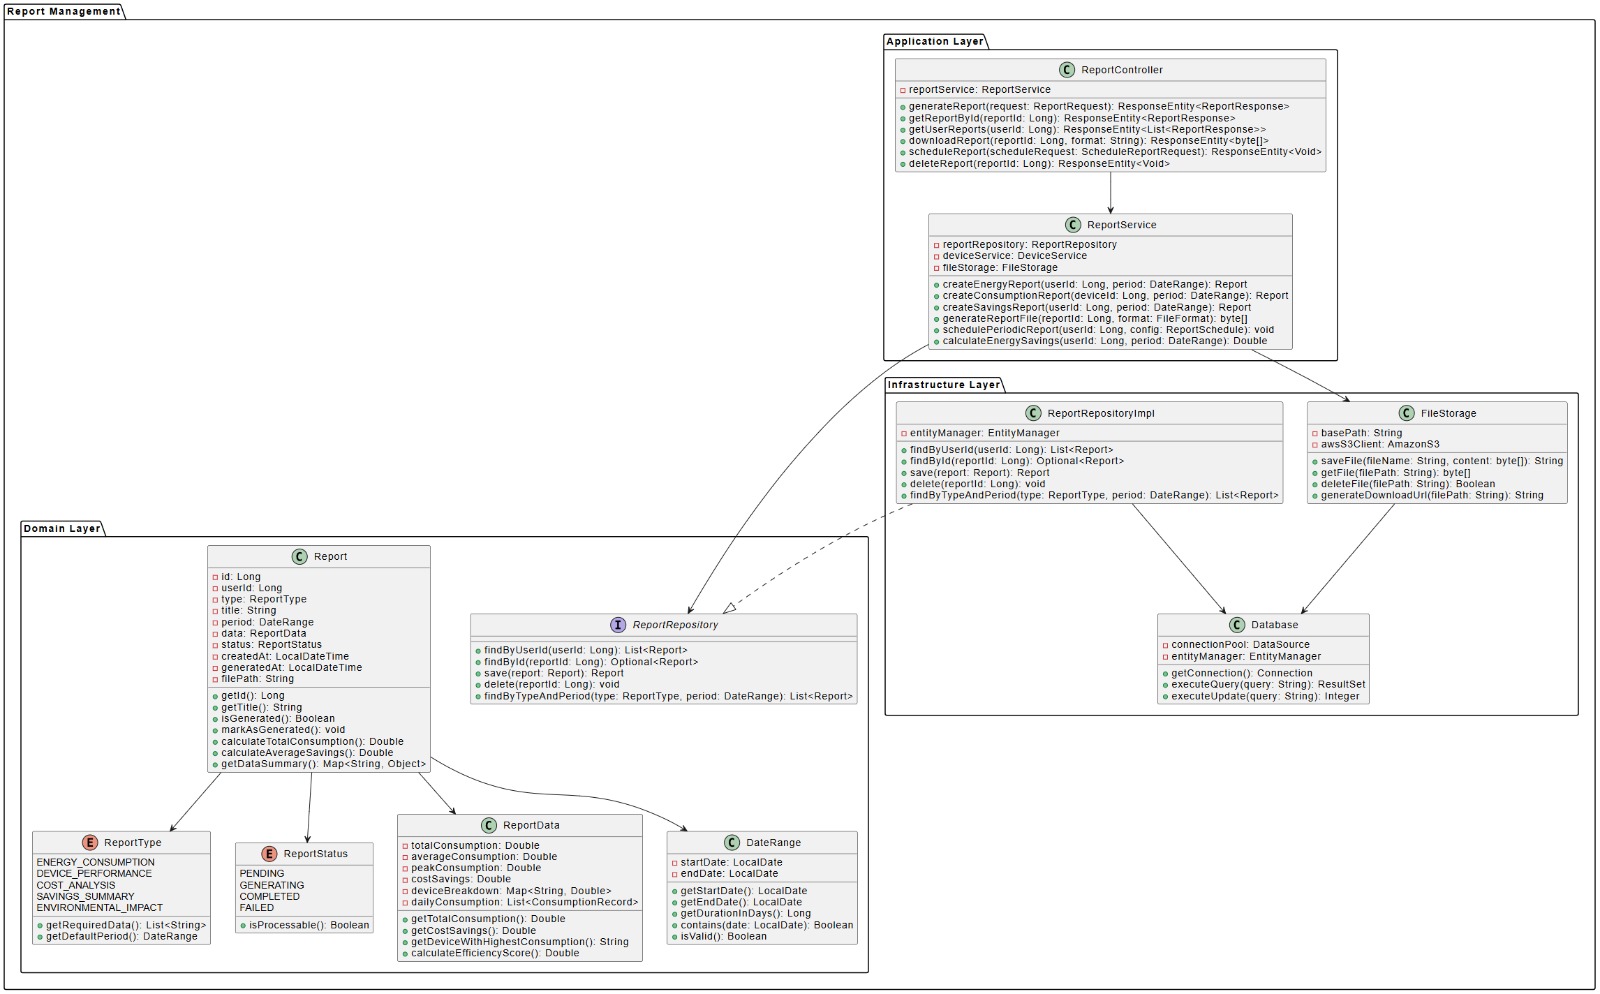 Report Management
Application Layer
C ReportController
reportService: ReportService
generateReport(request: ReportRequest): ResponseEntity<ReportResponse>
getReportById(reportId: Long): ResponseEntity<ReportResponse>
getUserReports(userId: Long): ResponseEntity<List<ReportResponse>>
downloadReport(reportId: Long, format: String): ResponseEntity<byte[]>
scheduleReport(scheduleRequest: ScheduleReportRequest): ResponseEntity<Void>
deleteReport(reportId: Long): ResponseEntity<Void>
C ReportService
reportRepository: ReportRepository
deviceService: DeviceService
fileStorage: FileStorage
createEnergyReport(userId: Long, period: DateRange): Report
createConsumptionReport(deviceId: Long, period: DateRange): Report
createSavingsReport(userId: Long, period: DateRange): Report
generateReportFile(reportId: Long, format: FileFormat): byte[]
schedulePeriodicReport(userId: Long, config: ReportSchedule): void
calculateEnergySavings(userId: Long, period: DateRange): Double
Infrastructure Layer
C ReportRepositoryImpl
entityManager: EntityManager
findByUserId(userId: Long): List<Report>
findById(reportId: Long): Optional<Report>
save(report: Report): Report
delete(reportId: Long): void
findByTypeAndPeriod(type: ReportType, period: DateRange): List<Report>
C FileStorage
basePath: String
awsS3Client: AmazonS3
saveFile(fileName: String, content: byte[]): String
getFile(filePath: String): byte[]
deleteFile(filePath: String): Boolean
generateDownloadUrl(filePath: String): String
C Database
connectionPool: DataSource
entityManager: EntityManager
getConnection(): Connection
executeQuery(query: String): ResultSet
executeUpdate(query: String): Integer
Domain Layer
C Report
id: Long
userId: Long
type: ReportType
title: String
period: DateRange
data: ReportData
status: ReportStatus
createdAt: LocalDateTime
generatedAt: LocalDateTime
filePath: String
getId(): Long
getTitle(): String
isGenerated(): Boolean
markAsGenerated(): void
calculateTotalConsumption(): Double
calculateAverageSavings(): Double
getDataSummary(): Map<String, Object>
I ReportRepository
findByUserId(userId: Long): List<Report>
findById(reportId: Long): Optional<Report>
save(report: Report): Report
delete(reportId: Long): void
findByTypeAndPeriod(type: ReportType, period: DateRange): List<Report>
E ReportType
ENERGY_CONSUMPTION
DEVICE_PERFORMANCE
COST_ANALYSIS
SAVINGS_SUMMARY
ENVIRONMENTAL_IMPACT
getRequiredData(): List<String>
getDefaultPeriod(): DateRange
E ReportStatus
PENDING
GENERATING
COMPLETED
FAILED
isProcessable(): Boolean
C ReportData
totalConsumption: Double
averageConsumption: Double
peakConsumption: Double
costSavings: Double
deviceBreakdown: Map<String, Double>
dailyConsumption: List<ConsumptionRecord>
getTotalConsumption(): Double
getCostSavings(): Double
getDeviceWithHighestConsumption(): String
calculateEfficiencyScore(): Double
C DateRange
startDate: LocalDate
endDate: LocalDate
getStartDate(): LocalDate
getEndDate(): LocalDate
getDurationInDays(): Long
contains(date: LocalDate): Boolean
isValid(): Boolean